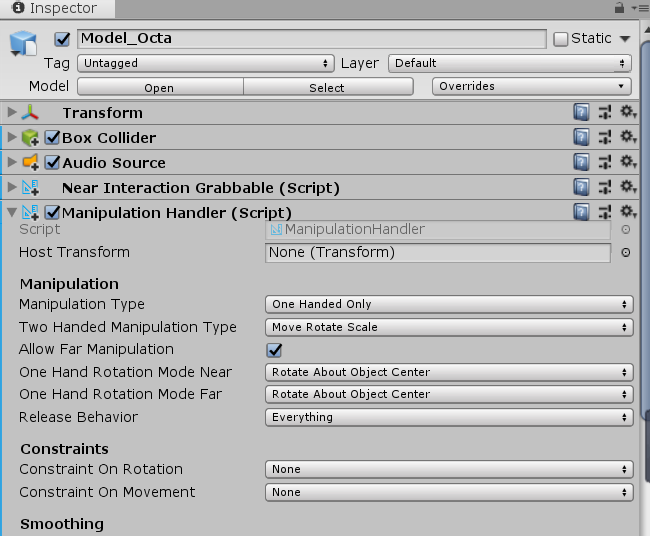 Inspector
Model_Octa Static
Tag Untagged Layer Default
Model Open Select Overrides
Transform
Box Collider
Audio Source
Near Interaction Grabbable (Script)
Manipulation Handler (Script)
Script ManipulationHandler
Host Transform None (Transform)
Manipulation
Manipulation Type One Handed Only
Two Handed Manipulation Type Move Rotate Scale
Allow Far Manipulation
One Hand Rotation Mode Near Rotate About Object Center
One Hand Rotation Mode Far Rotate About Object Center
Release Behavior Everything
Constraints
Constraint On Rotation None
Constraint On Movement None
Smoothing